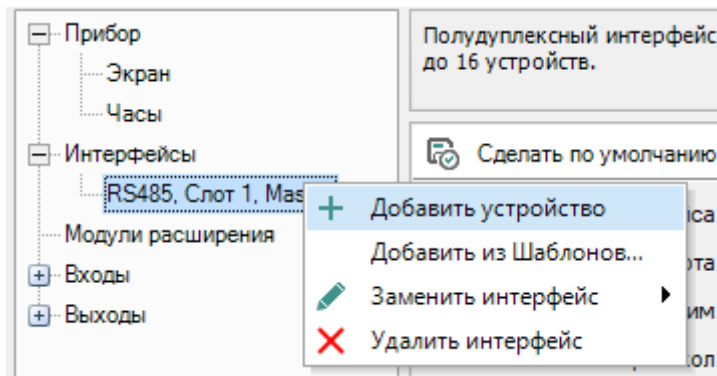 Прибор
Экран
Часы
Интерфейсы
RS485, Слот 1, Mas
Модули расширения
Входы
Выходы
Полудуплексный интерфейс
до 16 устройств.
Сделать по умолчанию
Добавить устройство
Добавить из Шаблонов...
Заменить интерфейс
Удалить интерфейс